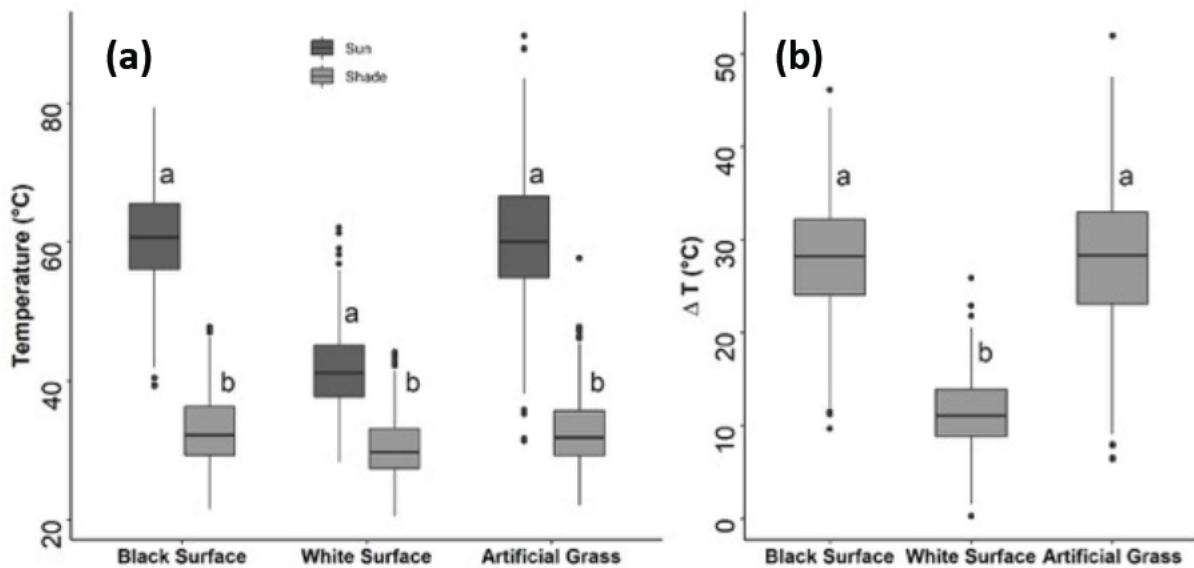 (a)
Sun
Shade
Temperature (°C)
80
60
40
20
a
b
a
b
a
b
Black Surface White Surface Artificial Grass
(b)
Δ T (°C)
50
40
30
20
10
0
a
b
a
Black Surface White Surface Artificial Grass